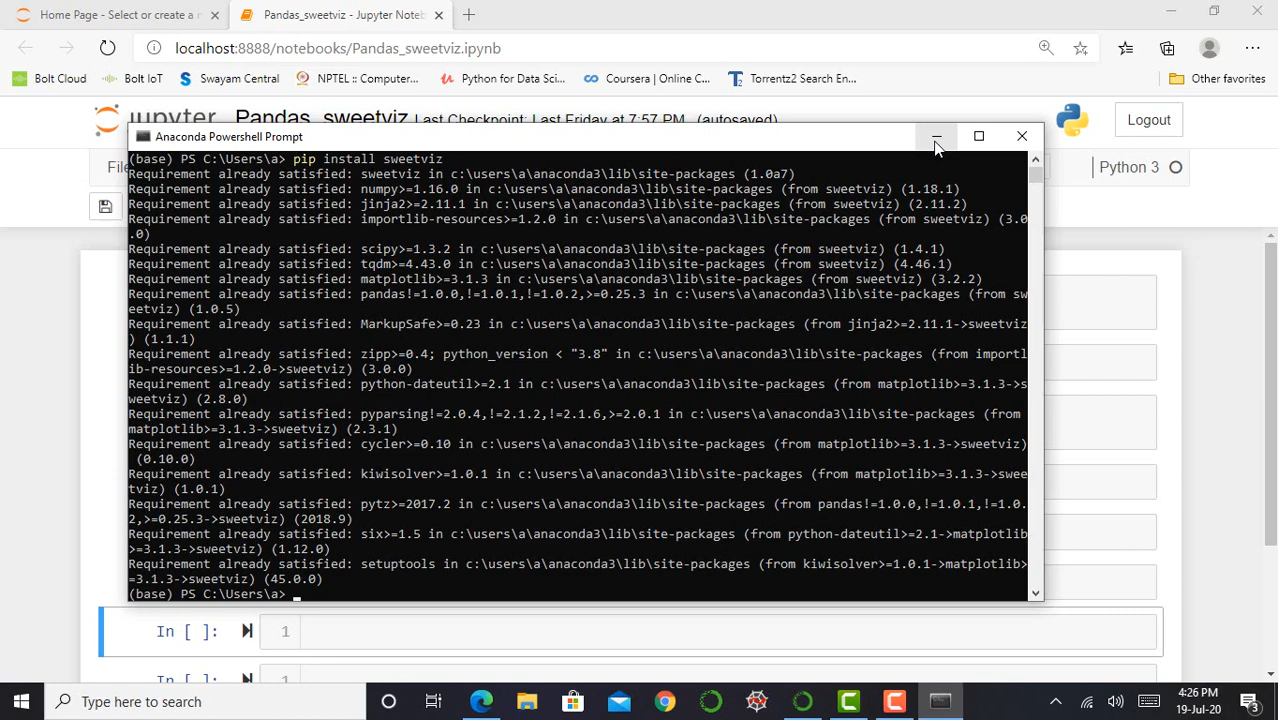 Home Page - Select or create a n
Pandas_sweetviz - Jupyter Noteb
localhost:8888/notebooks/Pandas_sweetviz.ipynb
Bolt Cloud
Bolt IoT
Swayam Central
NPTEL :: Computer...
Python for Data Sci...
Coursera | Online C...
Torrentz2 Search En...
Other favorites
jupyter Pandas_sweetviz Last Checkpoint: Last Friday at 7:57 PM (autosaved)
Logout
Anaconda Powershell Prompt
Python 3
(base) PS C:\Users\a> pip install sweetviz
Requirement already satisfied: sweetviz in c:\users\a\anaconda3\lib\site-packages (1.0a7)
Requirement already satisfied: numpy>=1.16.0 in c:\users\a\anaconda3\lib\site-packages (from sweetviz) (1.18.1)
Requirement already satisfied: jinja2>=2.11.1 in c:\users\a\anaconda3\lib\site-packages (from sweetviz) (2.11.2)
Requirement already satisfied: importlib-resources>=1.2.0 in c:\users\a\anaconda3\lib\site-packages (from sweetviz) (3.0
.0)
Requirement already satisfied: scipy>=1.3.2 in c:\users\a\anaconda3\lib\site-packages (from sweetviz) (1.4.1)
Requirement already satisfied: tqdm>=4.43.0 in c:\users\a\anaconda3\lib\site-packages (from sweetviz) (4.46.1)
Requirement already satisfied: matplotlib>=3.1.3 in c:\users\a\anaconda3\lib\site-packages (from sweetviz) (3.2.2)
Requirement already satisfied: pandas!=1.0.0,!=1.0.1,!=1.0.2,>=0.25.3 in c:\users\a\anaconda3\lib\site-packages (from sw
eetviz) (1.0.5)
Requirement already satisfied: MarkupSafe>=0.23 in c:\users\a\anaconda3\lib\site-packages (from jinja2>=2.11.1->sweetviz
) (1.1.1)
Requirement already satisfied: zipp>=0.4; python_version < "3.8" in c:\users\a\anaconda3\lib\site-packages (from importl
ib-resources>=1.2.0->sweetviz) (3.0.0)
Requirement already satisfied: python-dateutil>=2.1 in c:\users\a\anaconda3\lib\site-packages (from matplotlib>=3.1.3->s
weetviz) (2.8.0)
Requirement already satisfied: pyparsing!=2.0.4,!=2.1.2,!=2.1.6,>=2.0.1 in c:\users\a\anaconda3\lib\site-packages (from
matplotlib>=3.1.3->sweetviz) (2.3.1)
Requirement already satisfied: cycler>=0.10 in c:\users\a\anaconda3\lib\site-packages (from matplotlib>=3.1.3->sweetviz)
(0.10.0)
Requirement already satisfied: kiwisolver>=1.0.1 in c:\users\a\anaconda3\lib\site-packages (from matplotlib>=3.1.3->swee
tviz) (1.0.1)
Requirement already satisfied: pytz>=2017.2 in c:\users\a\anaconda3\lib\site-packages (from pandas!=1.0.0,!=1.0.1,!=1.0.
2,>=0.25.3->sweetviz) (2018.9)
Requirement already satisfied: six>=1.5 in c:\users\a\anaconda3\lib\site-packages (from python-dateutil>=2.1->matplotlib
>=3.1.3->sweetviz) (1.12.0)
Requirement already satisfied: setuptools in c:\users\a\anaconda3\lib\site-packages (from kiwisolver>=1.0.1->matplotlib>
=3.1.3->sweetviz) (45.0.0)
(base) PS C:\Users\a>
In [ ]: 1
In [ ]: 1
Type here to search
4:26 PM
19-Jul-20
3